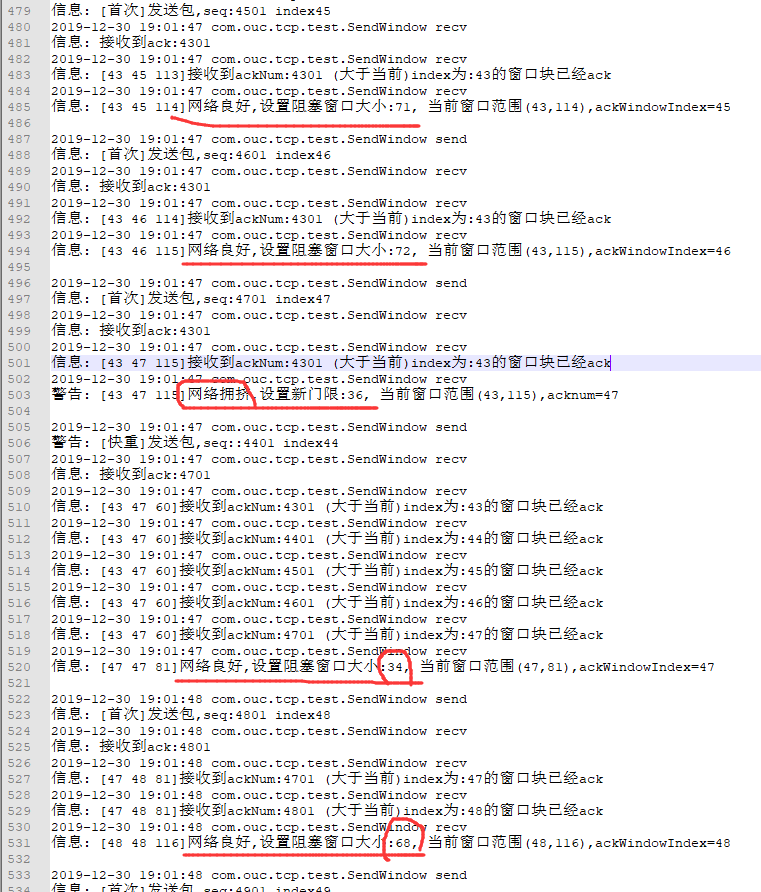 479 信息: [首次]发送包,seq:4501 index45
480 2019-12-30 19:01:47 com.ouc.tcp.test.SendWindow recv
481 信息: 接收到ack:4301
482 2019-12-30 19:01:47 com.ouc.tcp.test.SendWindow recv
483 信息: [43 45 113]接收到ackNum:4301 (大于当前)index为:43的窗口块已经ack
484 2019-12-30 19:01:47 com.ouc.tcp.test.SendWindow recv
485 信息: [43 45 114]网络良好,设置阻塞窗口大小:71, 当前窗口范围(43,114),ackWindowIndex=45
486
487 2019-12-30 19:01:47 com.ouc.tcp.test.SendWindow send
488 信息: [首次]发送包,seq:4601 index46
489 2019-12-30 19:01:47 com.ouc.tcp.test.SendWindow recv
490 信息: 接收到ack:4301
491 2019-12-30 19:01:47 com.ouc.tcp.test.SendWindow recv
492 信息: [43 46 114]接收到ackNum:4301 (大于当前)index为:43的窗口块已经ack
493 2019-12-30 19:01:47 com.ouc.tcp.test.SendWindow recv
494 信息: [43 46 115]网络良好,设置阻塞窗口大小:72, 当前窗口范围(43,115),ackWindowIndex=46
495
496 2019-12-30 19:01:47 com.ouc.tcp.test.SendWindow send
497 信息: [首次]发送包,seq:4701 index47
498 2019-12-30 19:01:47 com.ouc.tcp.test.SendWindow recv
499 信息: 接收到ack:4301
500 2019-12-30 19:01:47 com.ouc.tcp.test.SendWindow recv
501 信息: [43 47 115]接收到ackNum:4301 (大于当前)index为:43的窗口块已经ack
502 2019-12-30 19:01:47 com.ouc.tcp.test.SendWindow recv
503 警告: [43 47 115]网络拥挤,设置新门限:36, 当前窗口范围(43,115),acknum=47
504
505 2019-12-30 19:01:47 com.ouc.tcp.test.SendWindow send
506 警告: [快重]发送包,seq::4401 index44
507 2019-12-30 19:01:47 com.ouc.tcp.test.SendWindow recv
508 信息: 接收到ack:4701
509 2019-12-30 19:01:47 com.ouc.tcp.test.SendWindow recv
510 信息: [43 47 60]接收到ackNum:4301 (大于当前)index为:43的窗口块已经ack
511 2019-12-30 19:01:47 com.ouc.tcp.test.SendWindow recv
512 信息: [43 47 60]接收到ackNum:4401 (大于当前)index为:44的窗口块已经ack
513 2019-12-30 19:01:47 com.ouc.tcp.test.SendWindow recv
514 信息: [43 47 60]接收到ackNum:4501 (大于当前)index为:45的窗口块已经ack
515 2019-12-30 19:01:47 com.ouc.tcp.test.SendWindow recv
516 信息: [43 47 60]接收到ackNum:4601 (大于当前)index为:46的窗口块已经ack
517 2019-12-30 19:01:47 com.ouc.tcp.test.SendWindow recv
518 信息: [43 47 60]接收到ackNum:4701 (大于当前)index为:47的窗口块已经ack
519 2019-12-30 19:01:47 com.ouc.tcp.test.SendWindow recv
520 信息: [47 47 81]网络良好,设置阻塞窗口大小:34, 当前窗口范围(47,81),ackWindowIndex=47
521
522 2019-12-30 19:01:48 com.ouc.tcp.test.SendWindow send
523 信息: [首次]发送包,seq:4801 index48
524 2019-12-30 19:01:48 com.ouc.tcp.test.SendWindow recv
525 信息: 接收到ack:4801
526 2019-12-30 19:01:48 com.ouc.tcp.test.SendWindow recv
527 信息: [47 48 81]接收到ackNum:4701 (大于当前)index为:47的窗口块已经ack
528 2019-12-30 19:01:48 com.ouc.tcp.test.SendWindow recv
529 信息: [47 48 81]接收到ackNum:4801 (大于当前)index为:48的窗口块已经ack
530 2019-12-30 19:01:48 com.ouc.tcp.test.SendWindow recv
531 信息: [48 48 116]网络良好,设置阻塞窗口大小:68, 当前窗口范围(48,116),ackWindowIndex=48
532
533 2019-12-30 19:01:48 com.ouc.tcp.test.SendWindow send
534 信息: [首次]发送包,seq:4901 index49